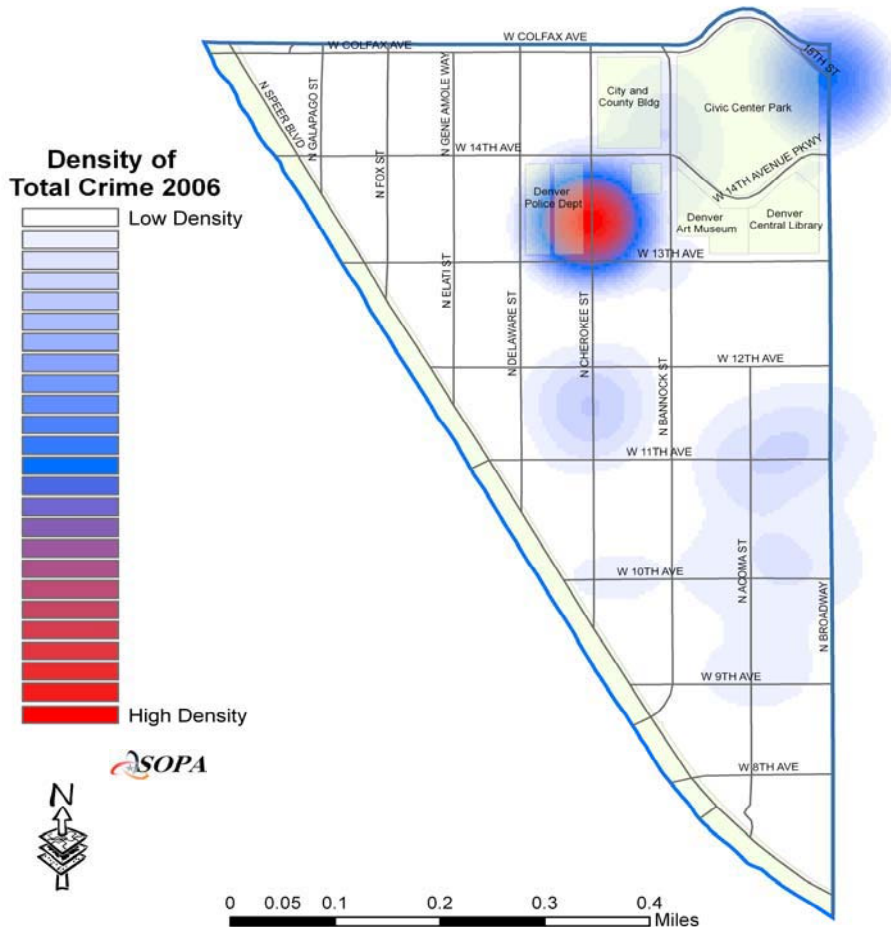 W COLFAX AVE
W COLFAX AVE
15TH ST
N SPEER BLVD
N GALAPAGO ST
N FOX ST
N GENE AMOLE WAY
City and
County Bldg
Civic Center Park
W 14TH AVE
W 14TH AVENUE PKWY
Density of
Total Crime 2006
Low Density
High Density
Denver
Police Dept
Denver
Art Museum
Denver
Central Library
W 13TH AVE
N ELATI ST
N DELAWARE ST
N CHEROKEE ST
N BANNOCK ST
W 12TH AVE
W 11TH AVE
W 10TH AVE
N ACOMA ST
N BROADWAY
W 9TH AVE
W 8TH AVE
SOPA
N
0 0.05 0.1 0.2 0.3 0.4
Miles